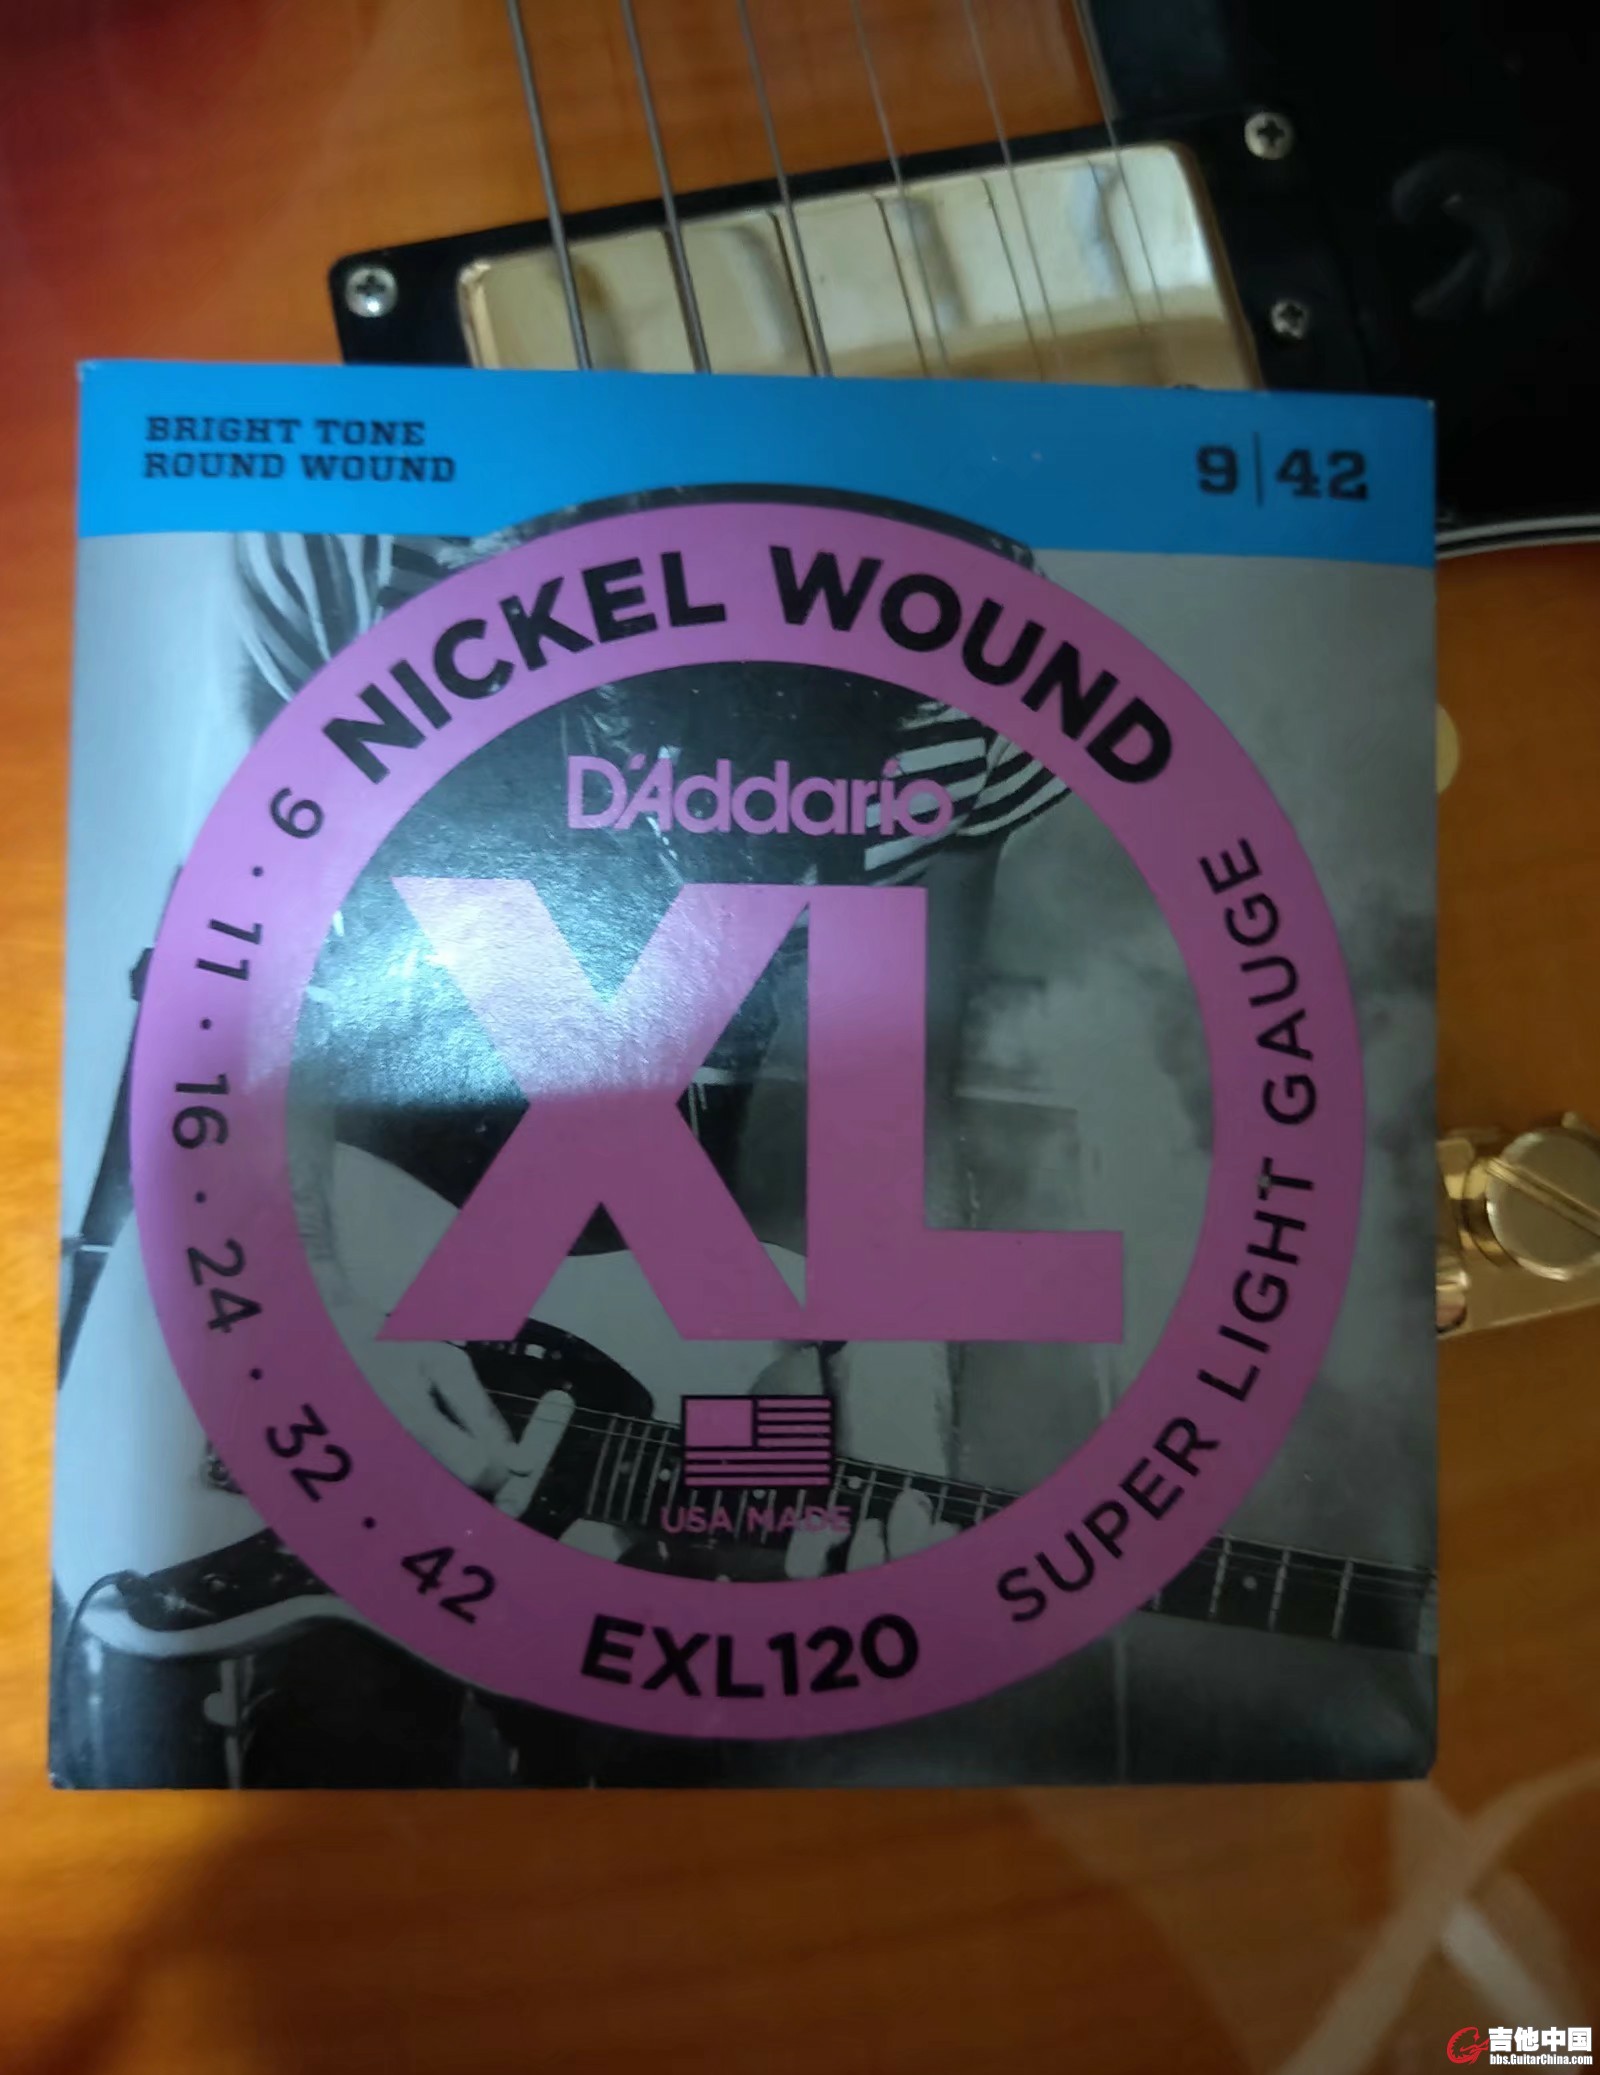 BRIGHT TONE
ROUND WOUND
9|42
NICKEL WOUND
D'Addario
XL
USA MADE
9 · 11 · 16 · 24 · 32 · 42
EXL120
SUPER LIGHT GAUGE
吉他中国
bbs.GuitarChina.com